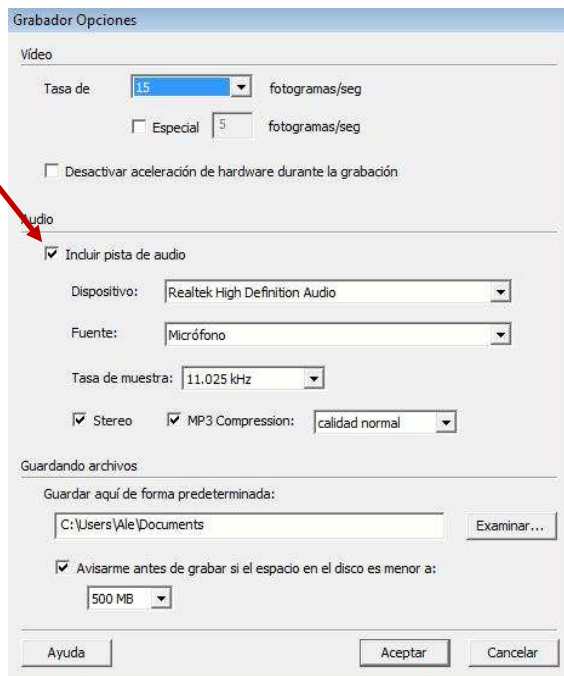 Grabador Opciones
Vídeo
Tasa de 15 fotogramas/seg
Especial 5 fotogramas/seg
Desactivar aceleración de hardware durante la grabación
Audio
Incluir pista de audio
Dispositivo: Realtek High Definition Audio
Fuente: Micrófono
Tasa de muestra: 11.025 kHz
Stereo MP3 Compression: calidad normal
Guardando archivos
Guardar aquí de forma predeterminada:
C:\Users\Ale\Documents Examinar...
Avisarme antes de grabar si el espacio en el disco es menor a:
500 MB
Ayuda Aceptar Cancelar